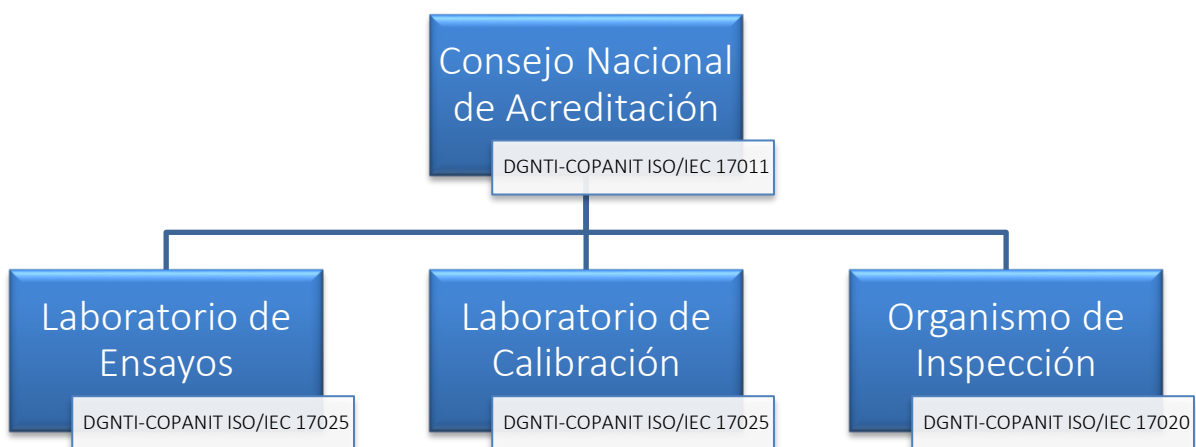 Consejo Nacional
de Acreditación
DGNTI-COPANIT ISO/IEC 17011
Laboratorio de
Ensayos
DGNTI-COPANIT ISO/IEC 17025
Laboratorio de
Calibración
DGNTI-COPANIT ISO/IEC 17025
Organismo de
Inspección
DGNTI-COPANIT ISO/IEC 17020